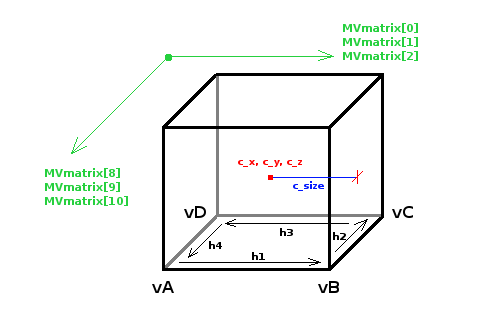 MVmatrix[0]
MVmatrix[1]
MVmatrix[2]
c_x, c_y, c_z
MVmatrix[8]
MVmatrix[9]
MVmatrix[10]
c_size
vD
vC
h3
h2
h4
h1
vA
vB